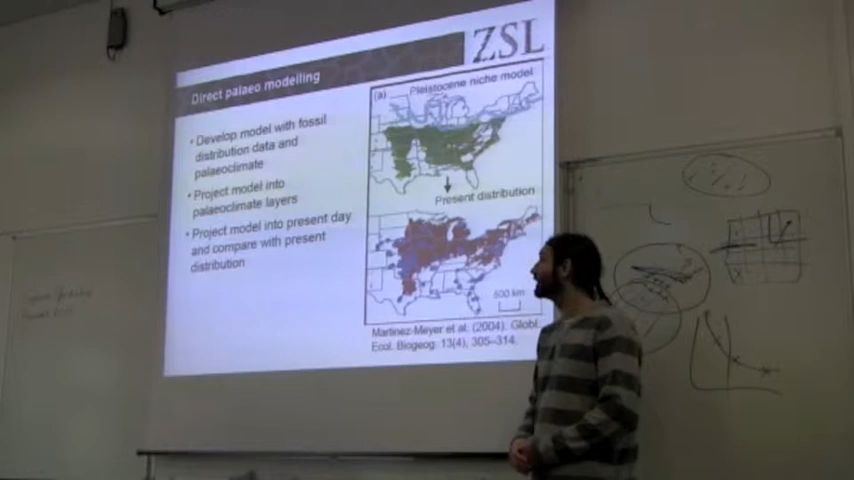 ZSL
Direct palaeo modelling
• Develop model with fossil
distribution data and
palaeoclimate
• Project model into
palaeoclimate layers
• Project model into present day
and compare with present
distribution
(a)
Pleistocene niche model
Present distribution
500 km
Martinez-Meyer et al. (2004). Globl.
Ecol. Biogeog. 13(4), 305–314.